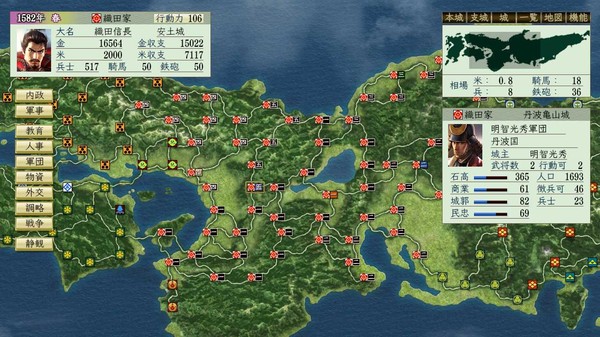 1582年 春 織田家 行動力 106
大名 織田信長 安土城
金 16564 金収支 15022
米 2000 米収支 7117
兵士 517 騎馬 50 鉄砲 50
内政
軍事
教育
人事
軍団
物資
外交
調略
戦争
静観
本城 支城 城 一覧 地図 機能
相場 米: 0.8 騎馬: 18
兵: 8 鉄砲: 36
織田家 丹波亀山城
明智光秀軍団
丹波国
城主 明智光秀
武将数 2 行動可 2
石高 365 人口 1693
商業 61 徴兵可 46
城郭 82 兵士 23
民忠 69